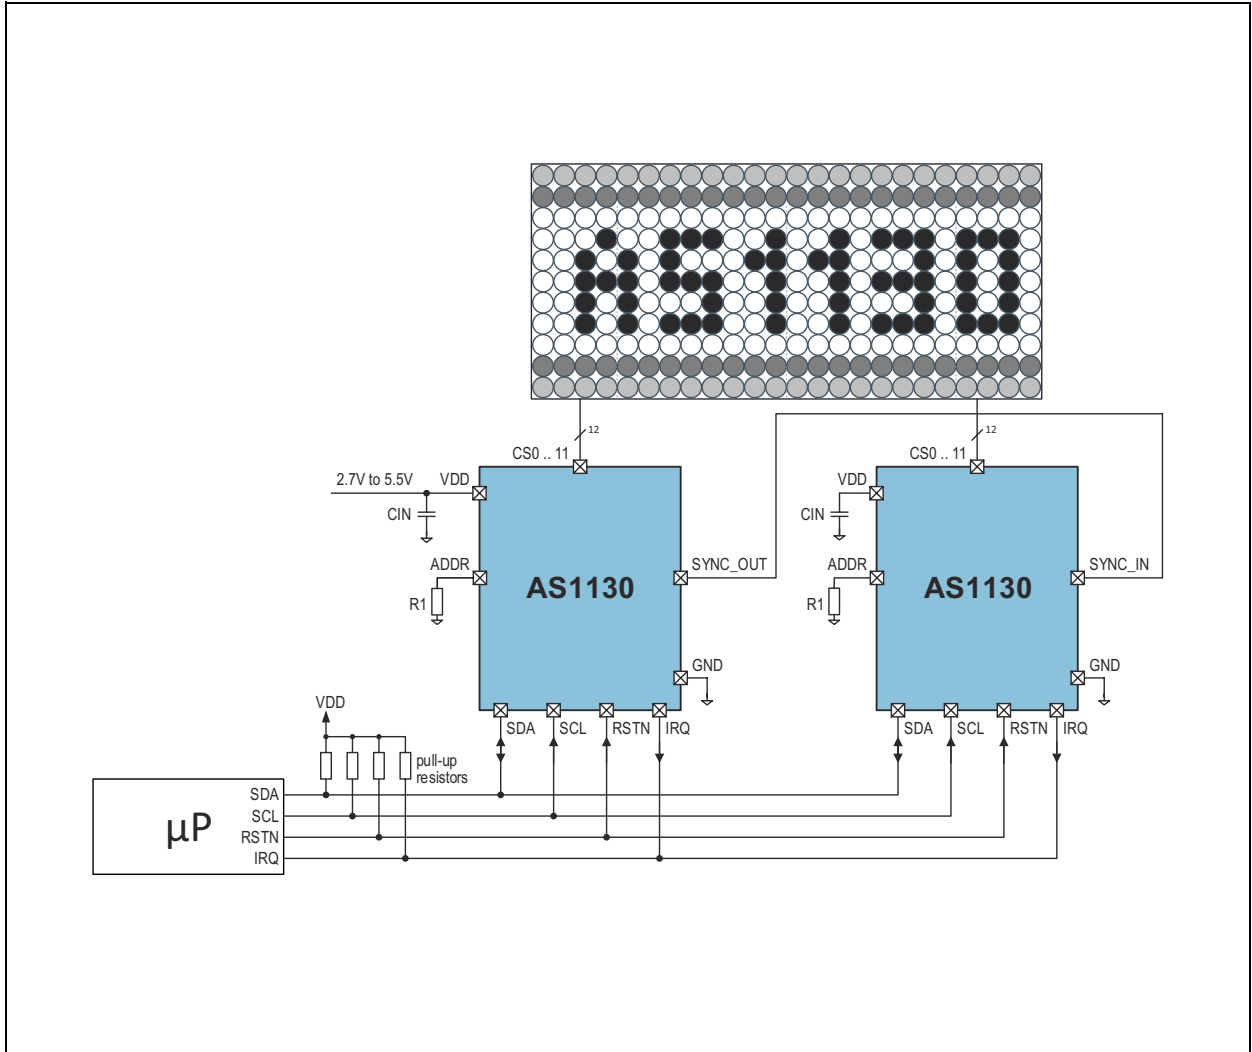 AS1130
12
12
CS0 .. 11
CS0 .. 11
2.7V to 5.5V
VDD
VDD
CIN
CIN
ADDR
SYNC_OUT
ADDR
SYNC_IN
AS1130
AS1130
R1
R1
GND
GND
VDD
SDA
SCL
RSTN
IRQ
SDA
SCL
RSTN
IRQ
pull-up
resistors
µP
SDA
SCL
RSTN
IRQ